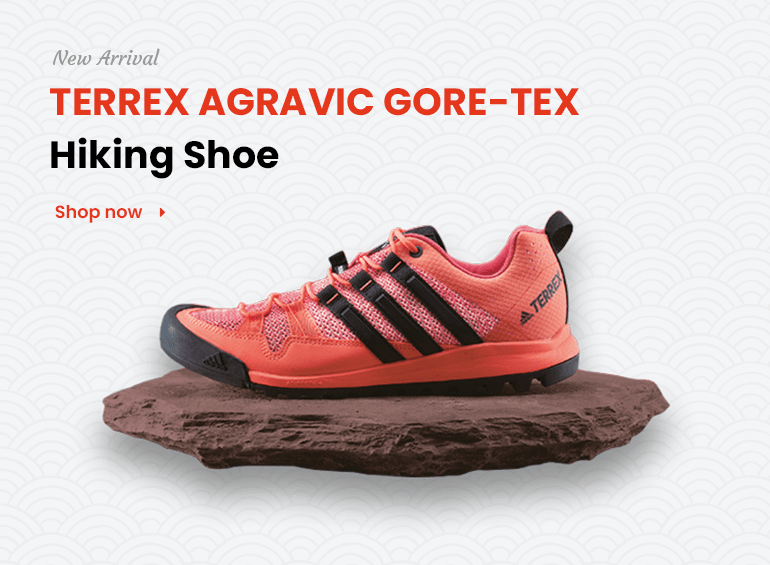 New Arrival
TERREX AGRAVIC GORE-TEX
Hiking Shoe
Shop now
TERREX